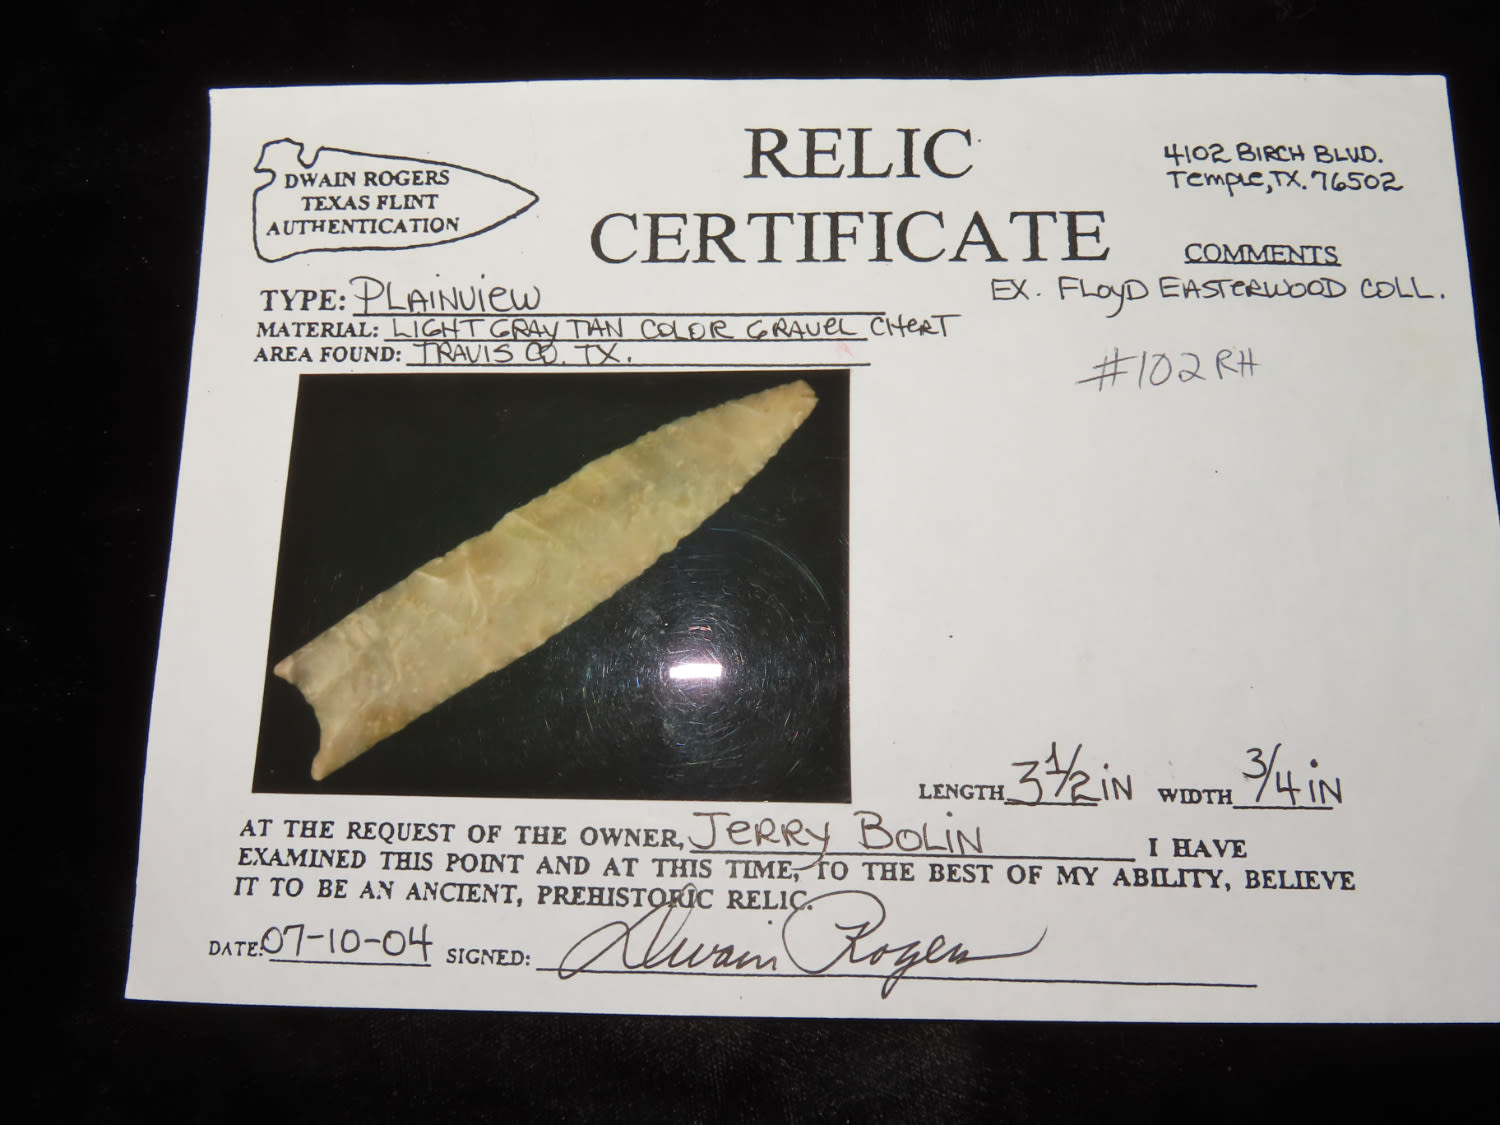 DWAIN ROGERS
TEXAS FLINT
AUTHENTICATION
RELIC
CERTIFICATE
4102 BIRCH BLVD.
Temple, TX. 76502
COMMENTS
EX. FLOYD EASTERWOOD COLL.
#102 RH
TYPE: PLAINVIEW
MATERIAL: LIGHT GRAY TAN COLOR GRAVEL CHERT
AREA FOUND: TRAVIS CO. TX.
LENGTH 3 1/2 IN WIDTH 3/4 IN
AT THE REQUEST OF THE OWNER, JERRY BOLIN I HAVE
EXAMINED THIS POINT AND AT THIS TIME, TO THE BEST OF MY ABILITY, BELIEVE
IT TO BE AN ANCIENT, PREHISTORIC RELIC.
DATE: 07-10-04 SIGNED: Dwain Rogers